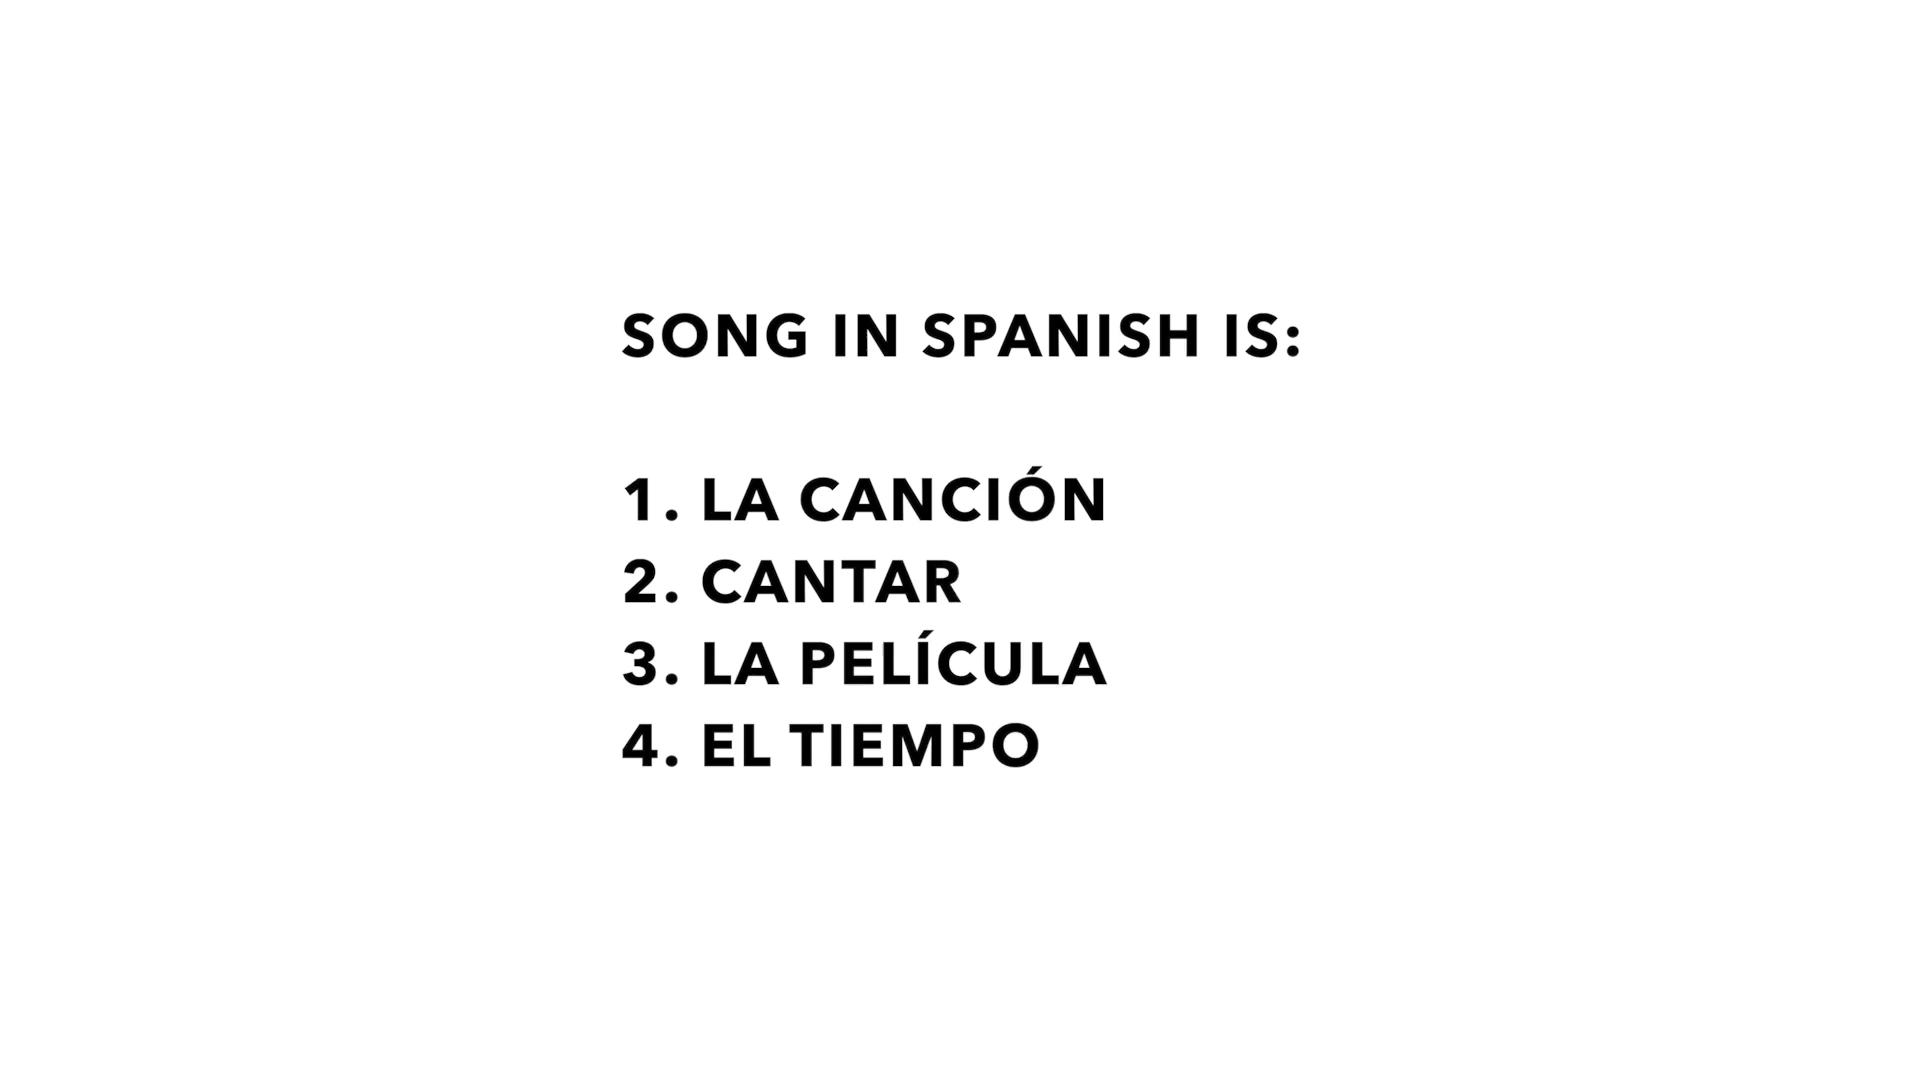 SONG IN SPANISH IS:
1. LA CANCIÓN
2. CANTAR
3. LA PELÍCULA
4. EL TIEMPO